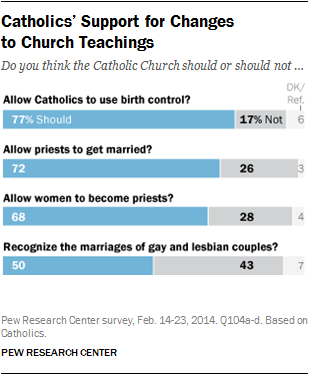 Catholics' Support for Changes
to Church Teachings
Do you think the Catholic Church should or should not ...
DK/
Ref.
Allow Catholics to use birth control?
77% Should 17% Not 6
Allow priests to get married?
72 26 3
Allow women to become priests?
68 28 4
Recognize the marriages of gay and lesbian couples?
50 43 7
Pew Research Center survey, Feb. 14-23, 2014. Q104a-d. Based on
Catholics.
PEW RESEARCH CENTER